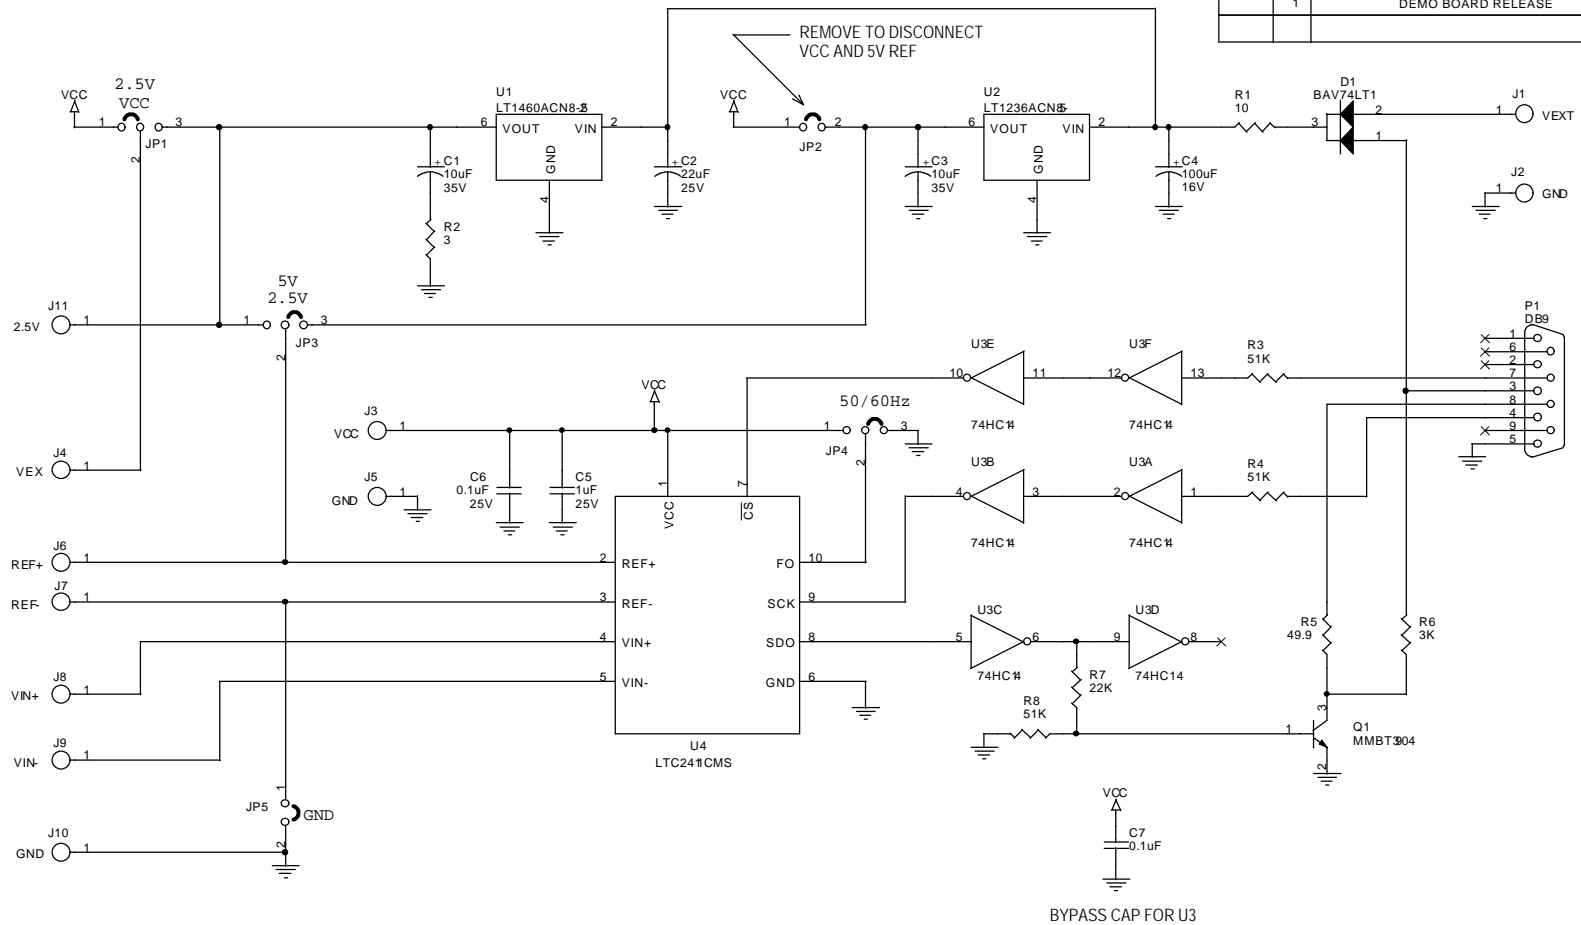 1 DEMO BOARD RELEASE
REMOVE TO DISCONNECT
VCC AND 5V REF
2.5V
VCC
VCC
1
3
2
JP1
U1
LT1460ACN8-2.5
6
VOUT
VIN
GND
2
4
+
C1
10uF
35V
R2
3
+
C2
22uF
25V
VCC
1
2
JP2
U2
LT1236ACN8-5
6
VOUT
VIN
GND
2
4
+
C3
10uF
35V
+
C4
100uF
16V
R1
10
D1
BAV74LT1
3
2
1
J1
1
VEXT
J2
1
GND
5V
2.5V
J11
2.5V
1
1
3
2
JP3
P1
DB9
1
6
2
7
3
8
4
9
5
U3E
10
11
74HC14
U3F
12
13
74HC14
R3
51K
VCC
50/60Hz
J3
VCC
1
1
3
2
JP4
J4
VEX
1
J5
GND
1
C6
0.1uF
25V
C5
1uF
25V
U3B
4
3
74HC14
U3A
2
1
74HC14
R4
51K
1
VCC
7
CS
J6
REF+
1
2
REF+
FO
10
J7
REF-
1
3
REF-
SCK
9
4
VIN+
SDO
8
5
VIN-
GND
6
U4
LTC2411CMS
J8
VIN+
1
J9
VIN-
1
U3C
5
6
74HC14
U3D
9
8
74HC14
R5
49.9
R6
3K
R7
22K
R8
51K
1
3
2
Q1
MMBT3904
1
JP5
GND
2
J10
GND
1
VCC
C7
0.1uF
BYPASS CAP FOR U3